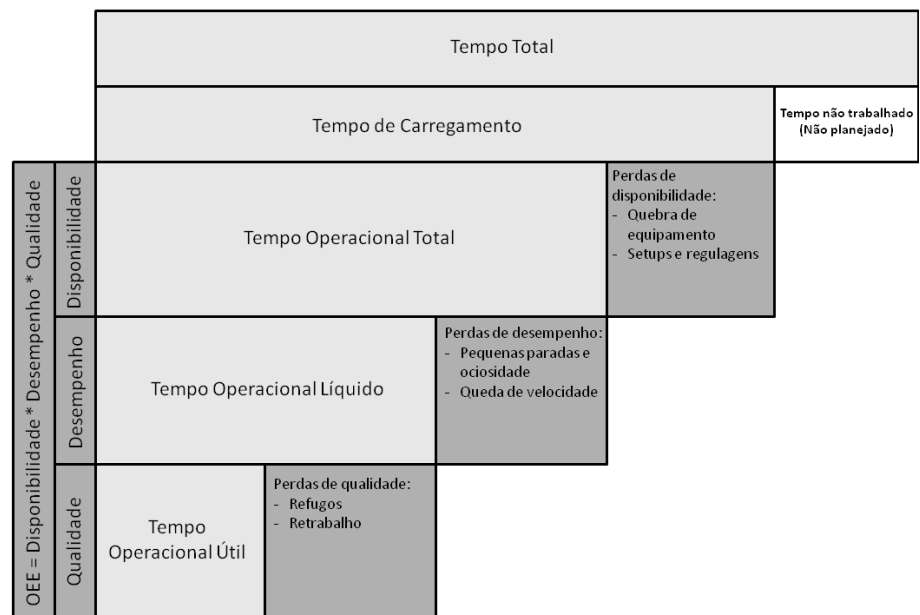 Tempo Total
Tempo de Carregamento
Tempo não trabalhado
(Não planejado)
OEE = Disponibilidade * Desempenho * Qualidade
Disponibilidade
Tempo Operacional Total
Perdas de
disponibilidade:
- Quebra de
equipamento
- Setups e regulagens
Desempenho
Tempo Operacional Líquido
Perdas de desempenho:
- Pequenas paradas e
ociosidade
- Queda de velocidade
Qualidade
Tempo
Operacional Útil
Perdas de qualidade:
- Refugos
- Retrabalho